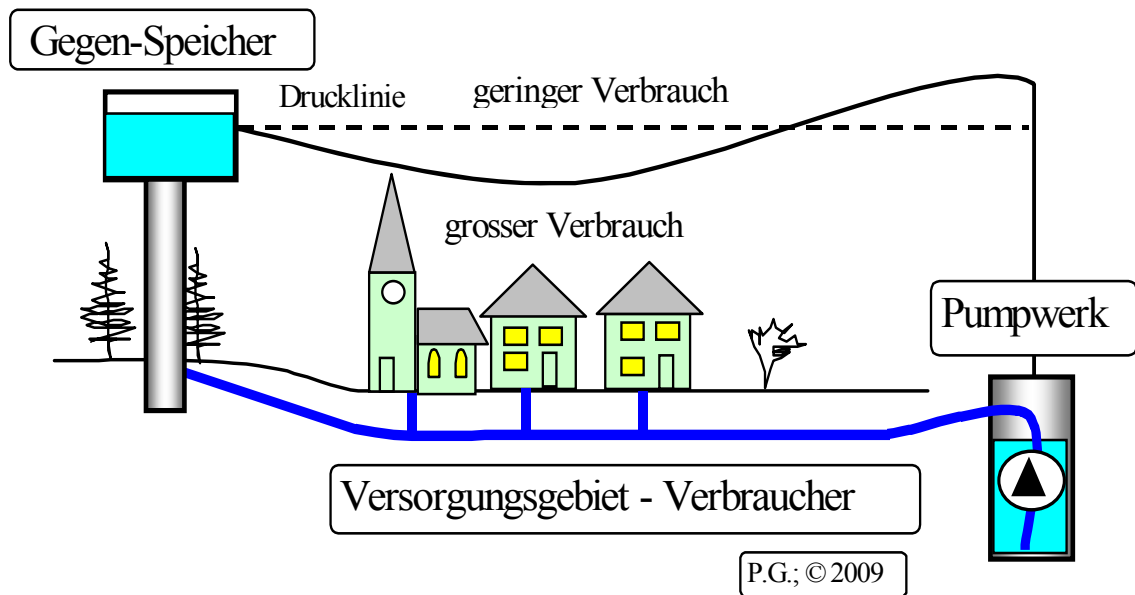 Gegen-Speicher
Drucklinie
geringer Verbrauch
grosser Verbrauch
Pumpwerk
Versorgungsgebiet - Verbraucher
P.G.; © 2009